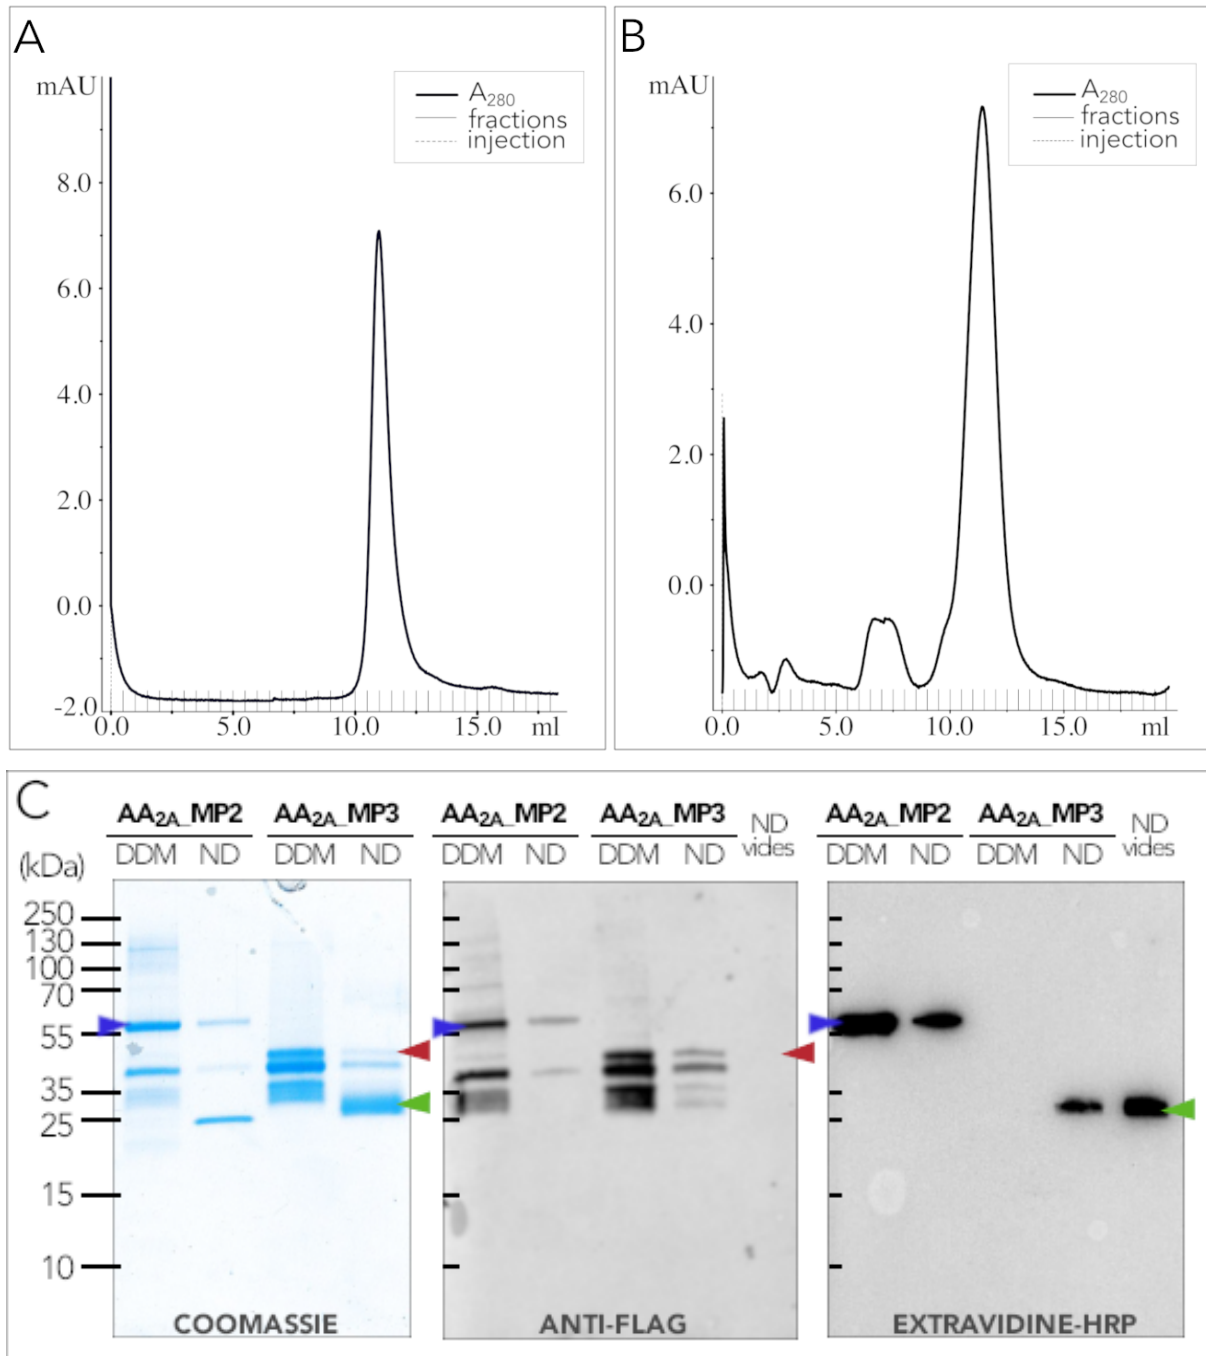 A
mAU
A280
fractions
injection
8.0
6.0
4.0
2.0
0.0
-2.0
0.0 5.0 10.0 15.0 ml
B
mAU
A280
fractions
injection
6.0
4.0
2.0
0.0
0.0 5.0 10.0 15.0 ml
C
AA2A_MP2 AA2A_MP3 AA2A_MP2 AA2A_MP3 ND vides AA2A_MP2 AA2A_MP3 ND vides
(kDa) DDM ND DDM ND DDM ND DDM ND DDM ND DDM ND
250
130
100
70
55
35
25
15
10
COOMASSIE ANTI-FLAG EXTRAVIDINE-HRP